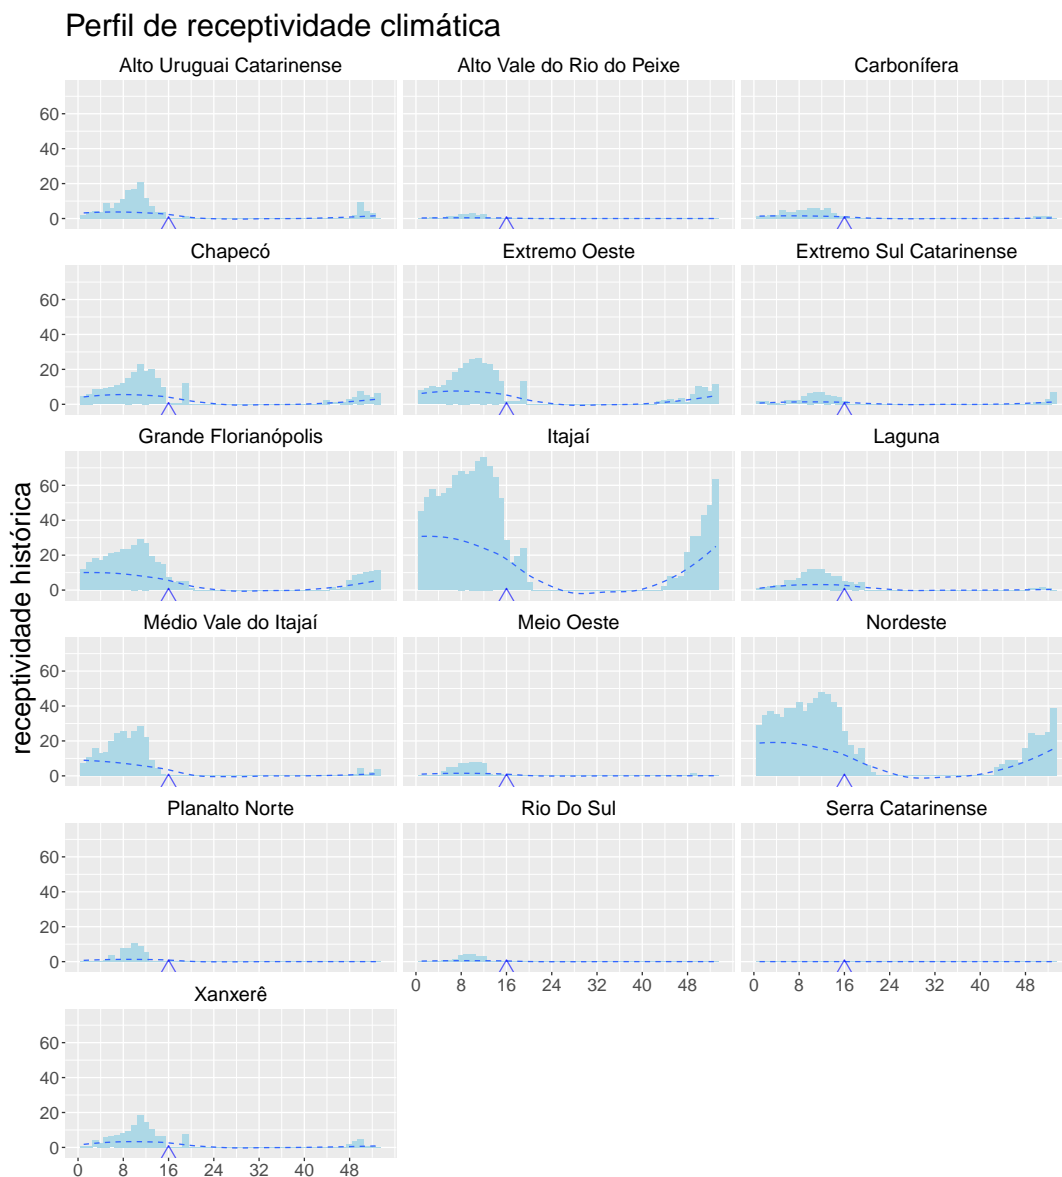 Perfil de receptividade climática
Alto Uruguai Catarinense
Alto Vale do Rio do Peixe
Carbonífera
60
40
20
0
Chapecó
Extremo Oeste
Extremo Sul Catarinense
60
40
20
0
Grande Florianópolis
Itajaí
Laguna
60
40
20
0
receptividade histórica
Médio Vale do Itajaí
Meio Oeste
Nordeste
60
40
20
0
Planalto Norte
Rio Do Sul
Serra Catarinense
60
40
20
0
0 8 16 24 32 40 48
0 8 16 24 32 40 48
Xanxerê
60
40
20
0
0 8 16 24 32 40 48